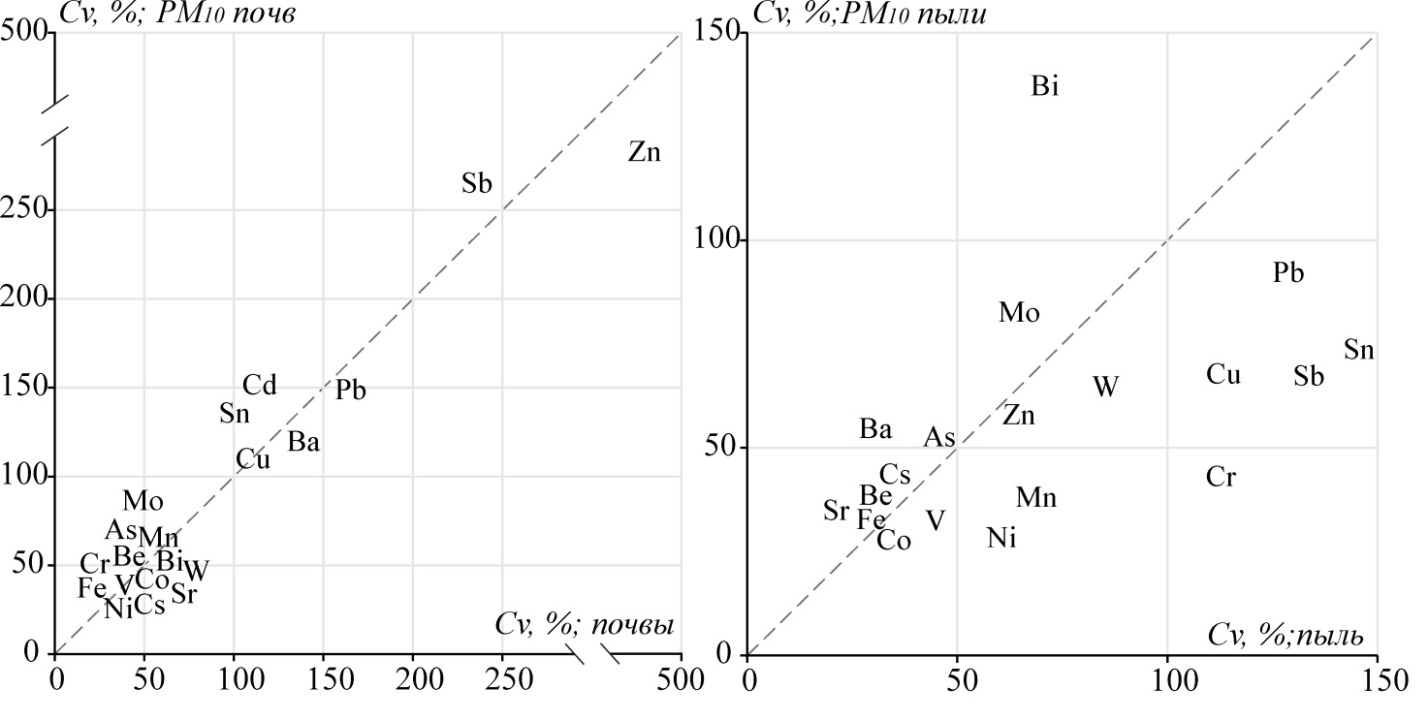 Cv, %; PM10 почв
500
250
200
150
100
50
0
Zn
Sb
Cd
Pb
Sn
Ba
Cu
Mo
As Mn
Cr Be Bi W
Fe V Co Sr
Ni Cs
Cv, %; почвы
0 50 100 150 200 250 500
Cv, %;PM10 пыли
150
100
50
0
Bi
Pb
Mo
Sn
Cu Sb
W
Zn
Ba As
Cs Cr
Be Mn
Sr Fe V
Co Ni
Cv, %;пыль
0 50 100 150